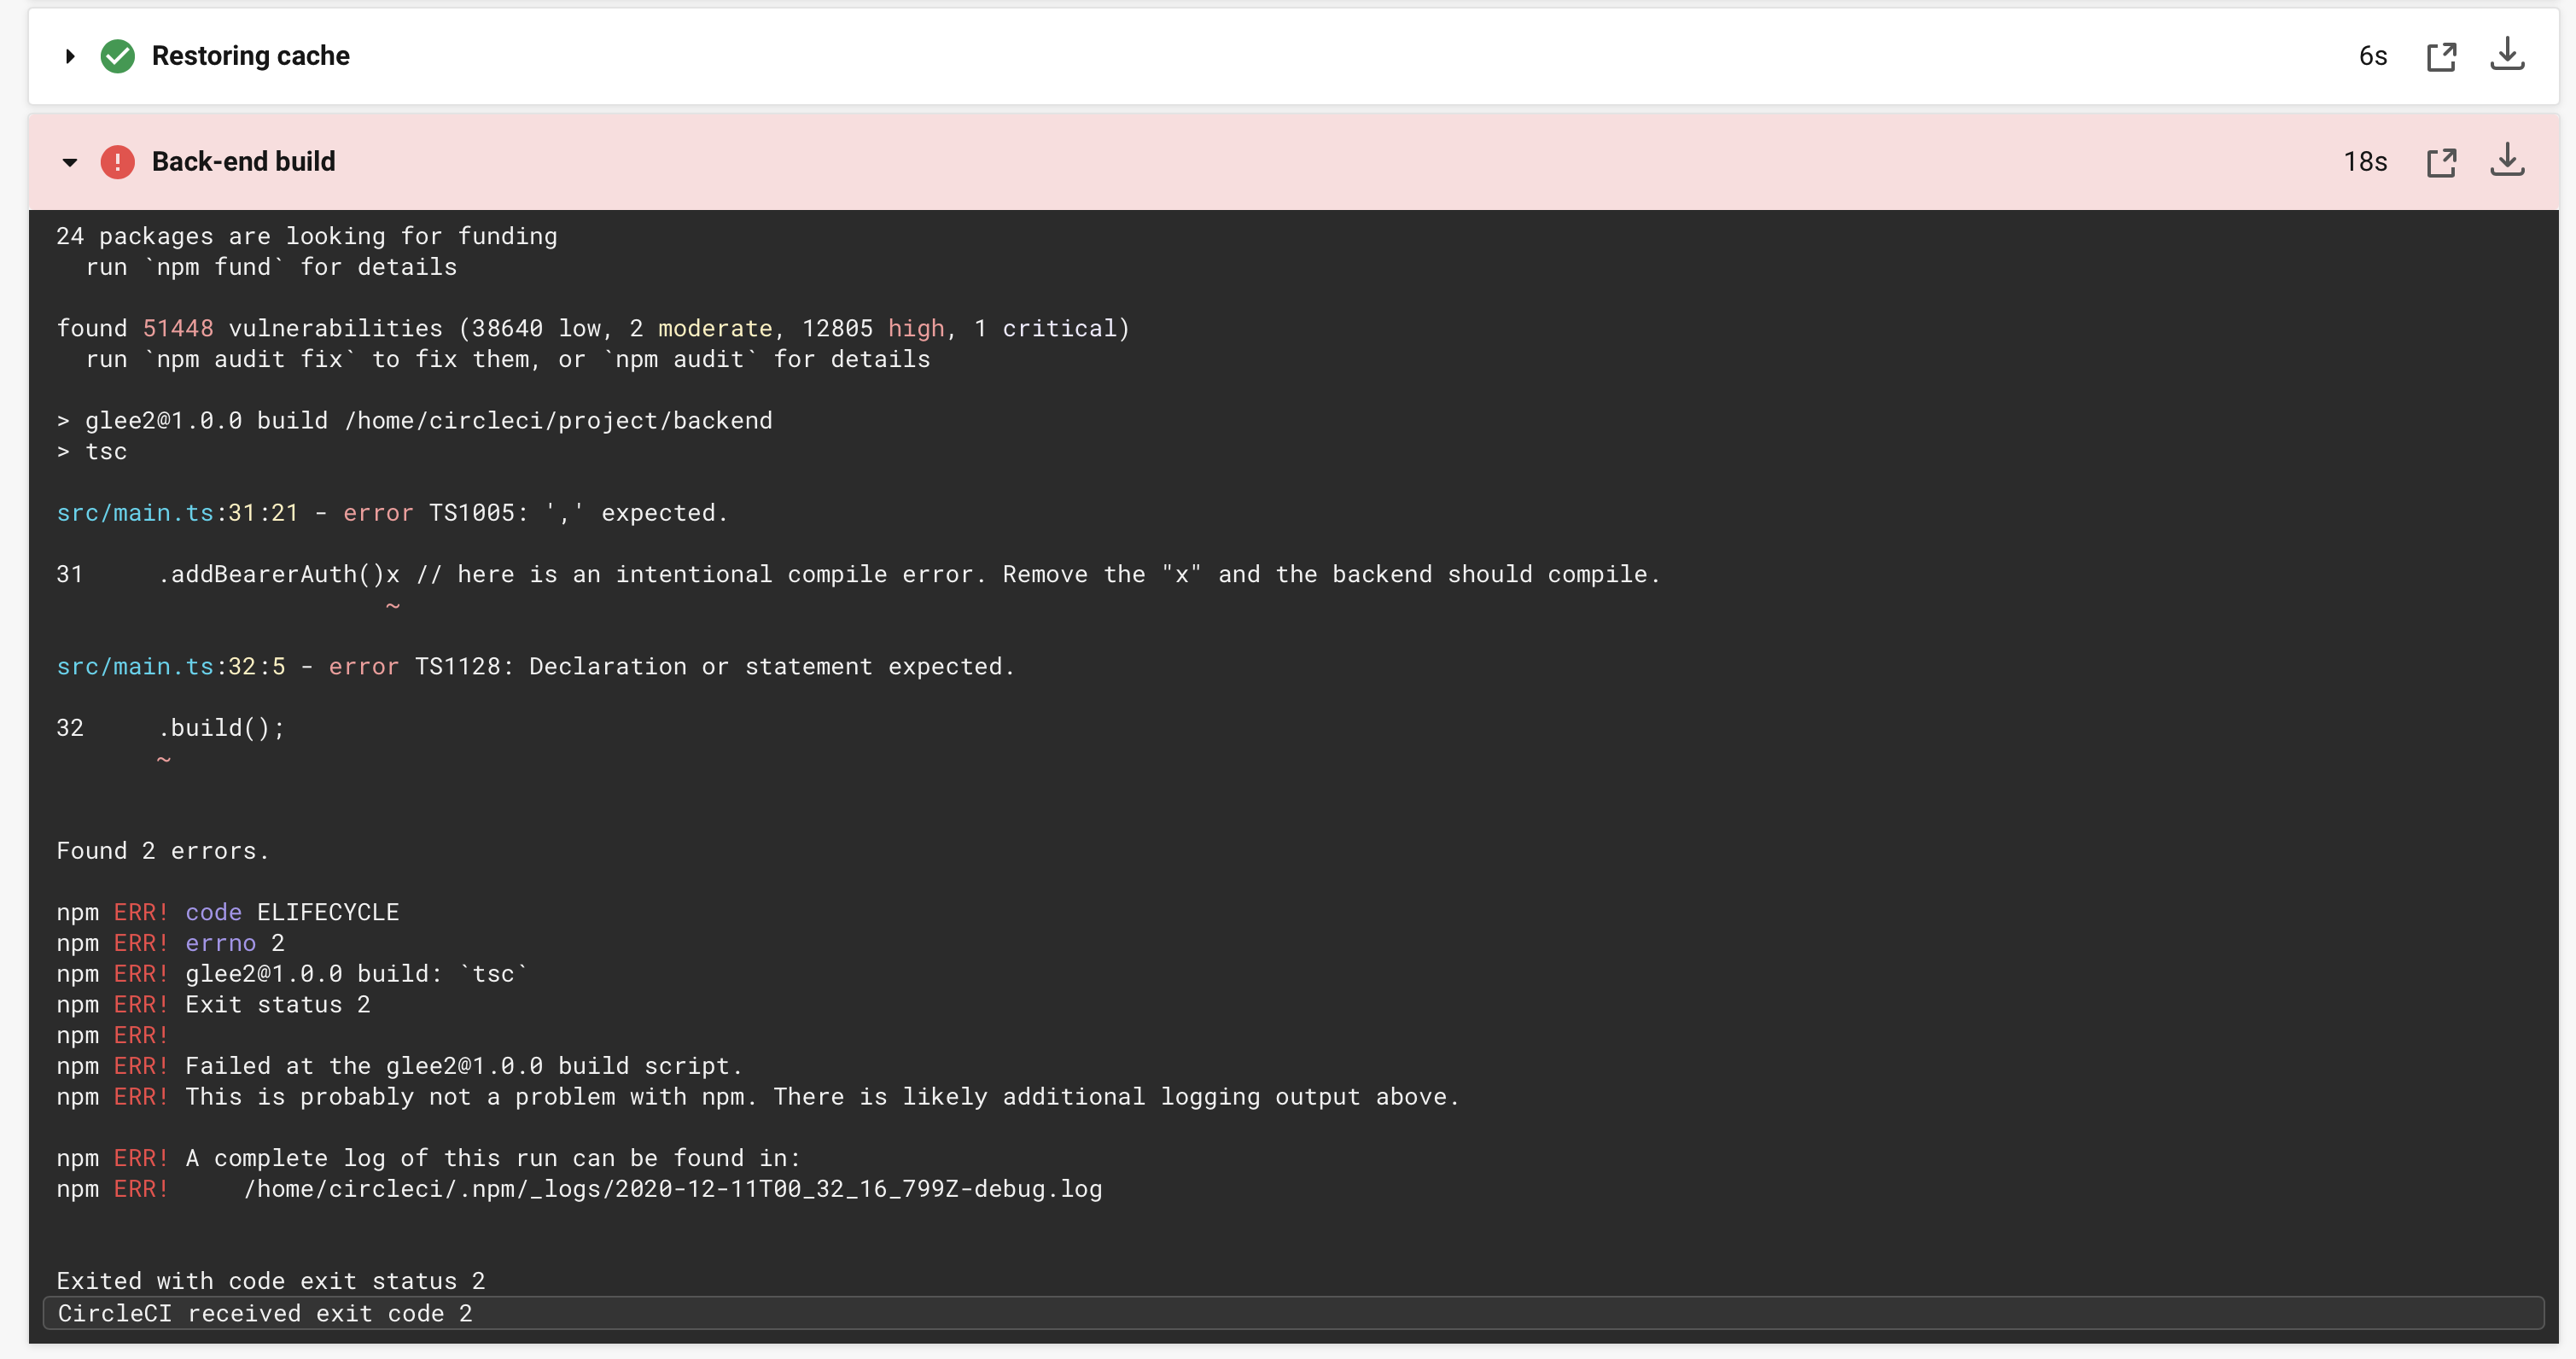 Restoring cache 6s
Back-end build 18s
24 packages are looking for funding
  run `npm fund` for details

found 51448 vulnerabilities (38640 low, 2 moderate, 12805 high, 1 critical)
  run `npm audit fix` to fix them, or `npm audit` for details

> glee2@1.0.0 build /home/circleci/project/backend
> tsc

src/main.ts:31:21 - error TS1005: ',' expected.

31     .addBearerAuth()x // here is an intentional compile error. Remove the "x" and the backend should compile.
                       ~

src/main.ts:32:5 - error TS1128: Declaration or statement expected.

32     .build();
       ~

Found 2 errors.

npm ERR! code ELIFECYCLE
npm ERR! errno 2
npm ERR! glee2@1.0.0 build: `tsc`
npm ERR! Exit status 2
npm ERR!
npm ERR! Failed at the glee2@1.0.0 build script.
npm ERR! This is probably not a problem with npm. There is likely additional logging output above.

npm ERR! A complete log of this run can be found in:
npm ERR!     /home/circleci/.npm/_logs/2020-12-11T00_32_16_799Z-debug.log

Exited with code exit status 2
CircleCI received exit code 2